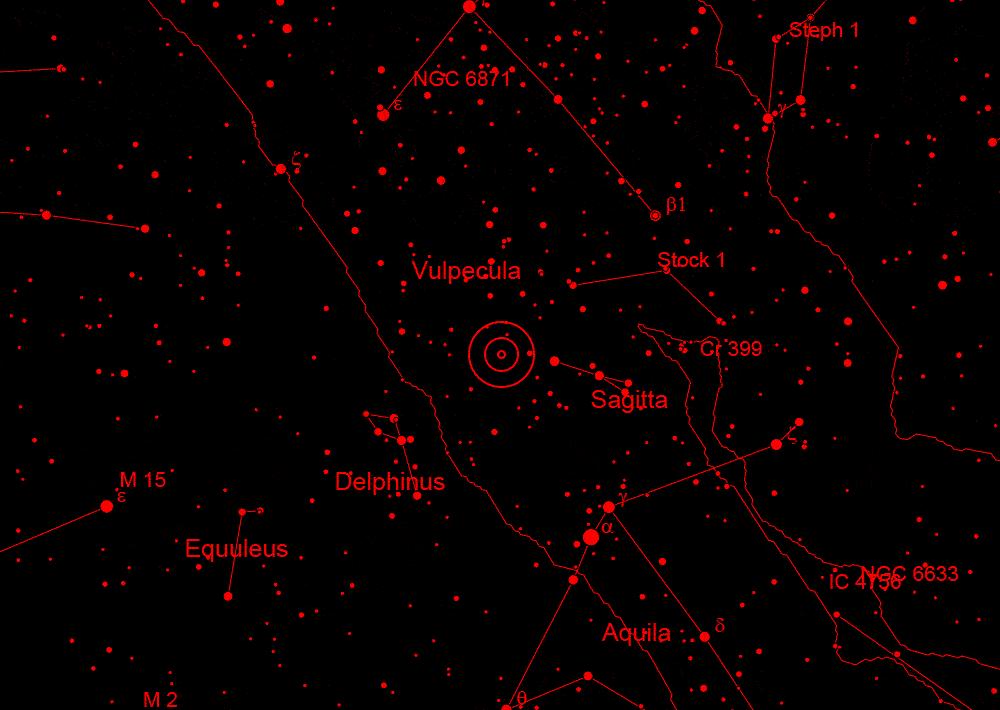 Steph 1
NGC 6871
ε
γ
ζ
β1
Stock 1
Vulpecula
Cr 399
Sagitta
ζ
Delphinus
M 15
ε
γ
α
Equuleus
NGC 6633
IC 4756
Aquila
δ
M 2
θ